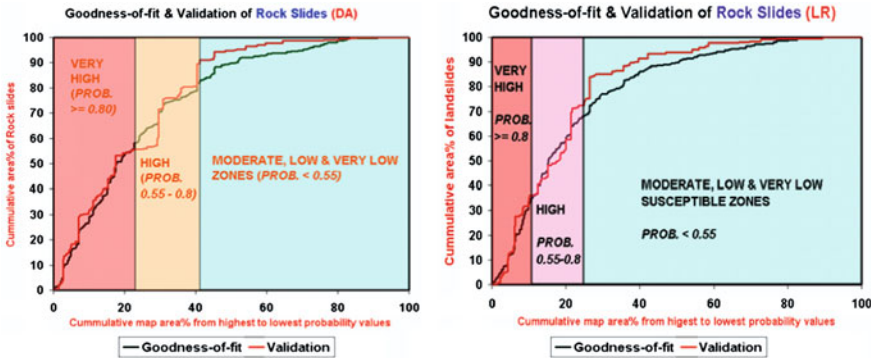 Goodness-of-fit & Validation of Rock Slides (DA)
Cummulative area% of Rock slides
100
90
80
70
60
50
40
30
20
10
0
VERY
HIGH
(PROB.
>= 0.80)
HIGH
(PROB.
0.55 - 0.8)
MODERATE, LOW & VERY LOW
ZONES (PROB. < 0.55)
0 20 40 60 80 100
Cummulative map area% from highest to lowest probability values
Goodness-of-fit Validation
Goodness-of-fit & Validation of Rock Slides (LR)
Cummulative area% of landslides
100
90
80
70
60
50
40
30
20
10
0
VERY
HIGH
PROB.
>= 0.8
HIGH
PROB.
0.55-0.8
MODERATE, LOW & VERY LOW
SUSCEPTIBLE ZONES
PROB. < 0.55
0 20 40 60 80 100
Cummulative map area% from higest to lowest probability values
Goodness-of-fit Validation